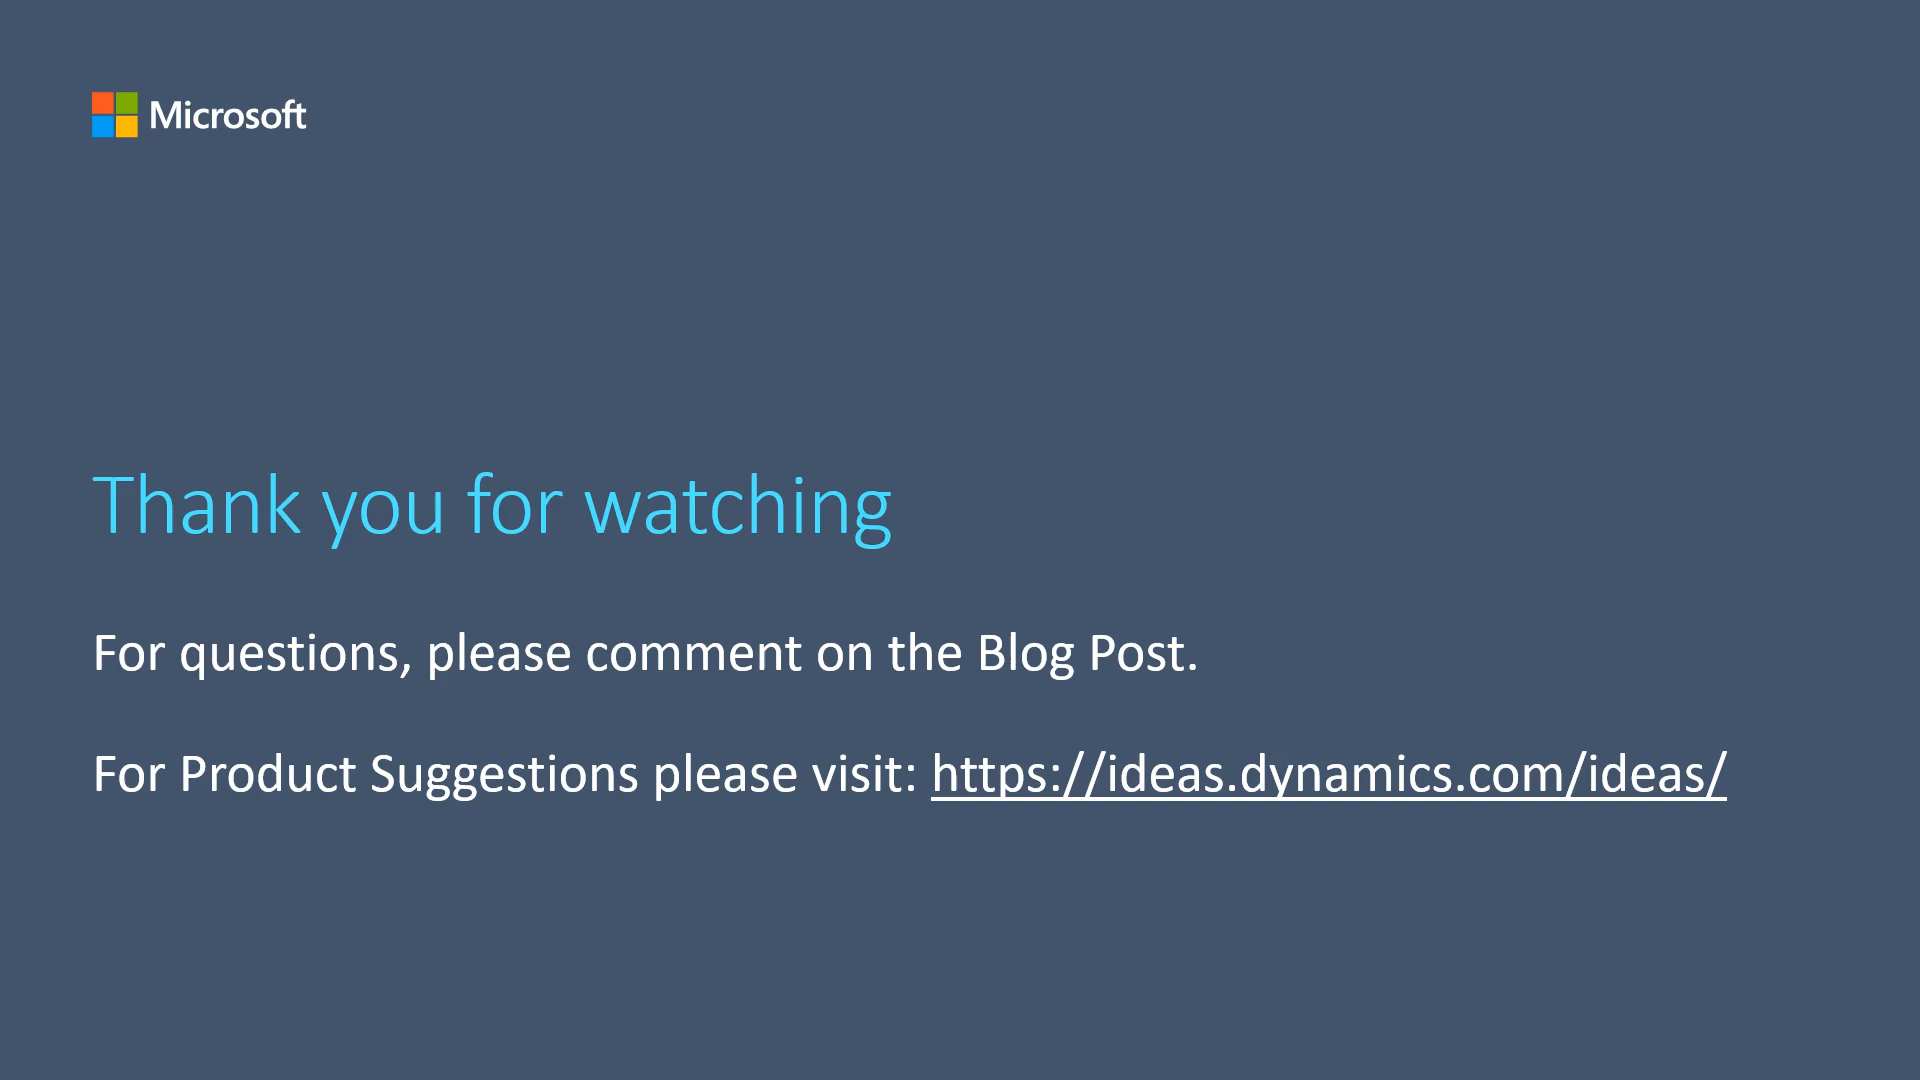 Microsoft
Thank you for watching
For questions, please comment on the Blog Post.
For Product Suggestions please visit: https://ideas.dynamics.com/ideas/